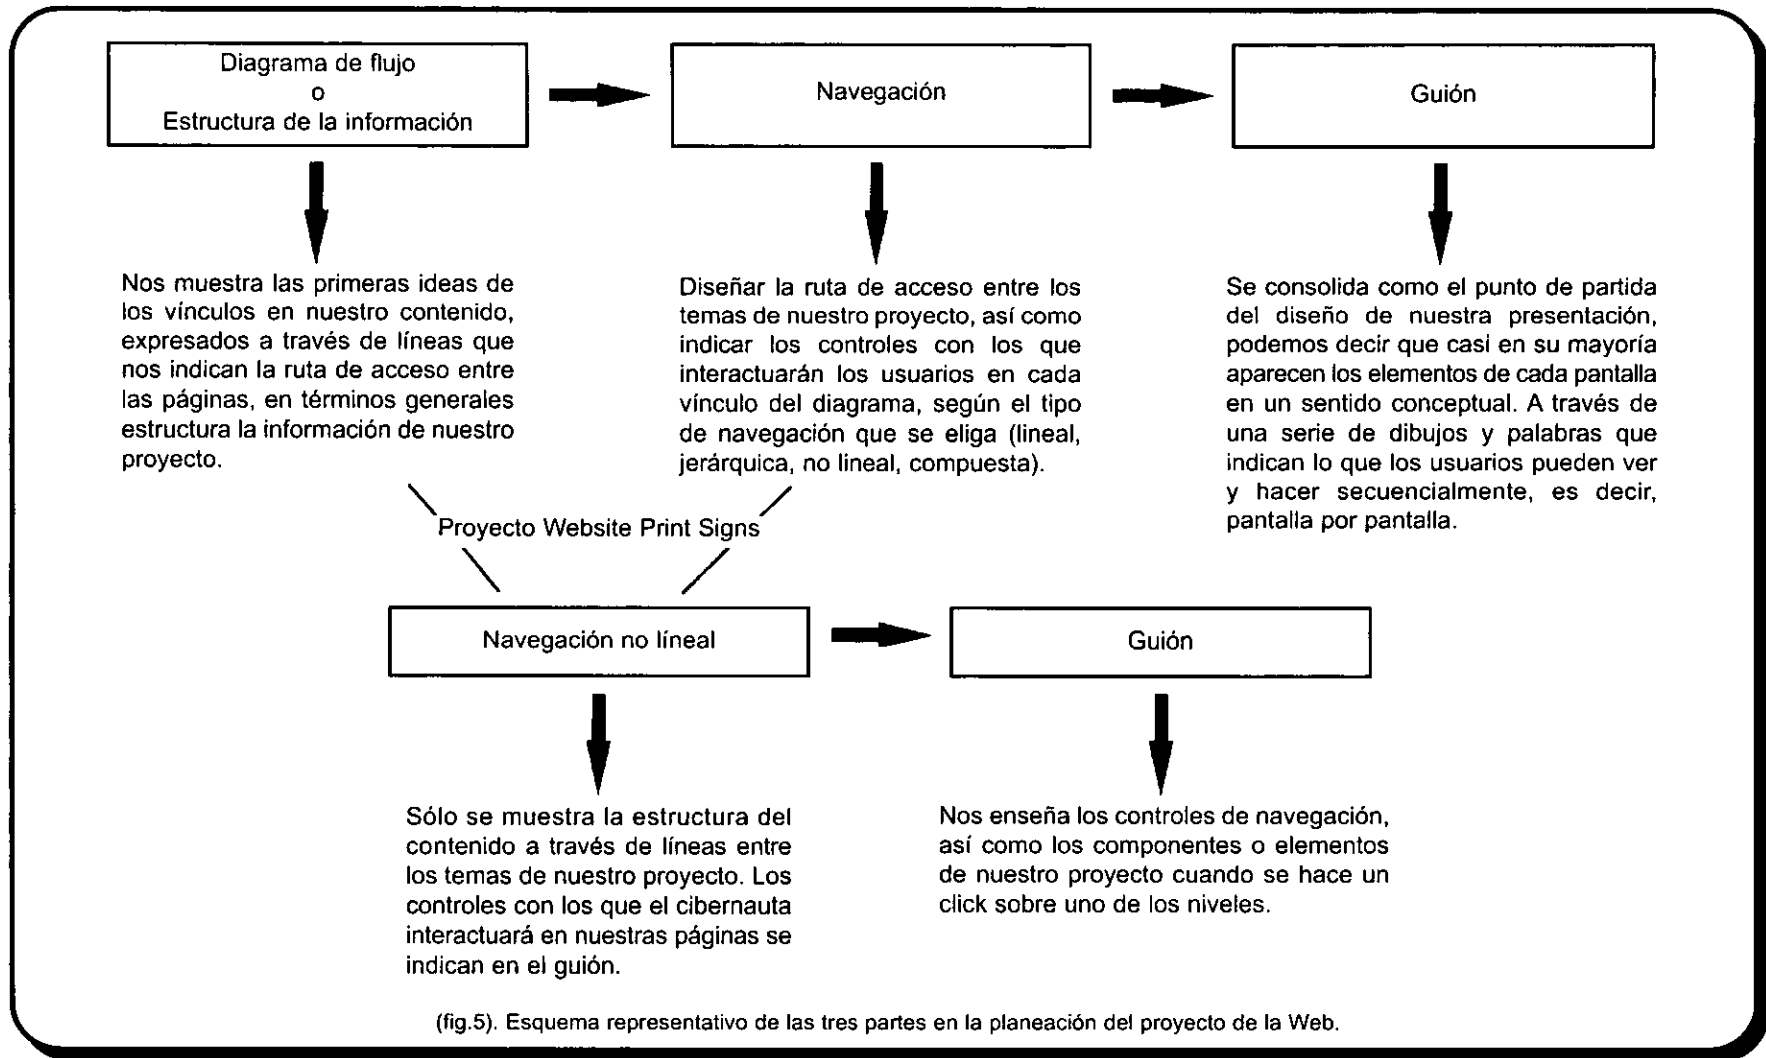 Diagrama de flujo
o
Estructura de la información
Navegación
Guión
Nos muestra las primeras ideas de
los vínculos en nuestro contenido,
expresados a través de líneas que
nos indican la ruta de acceso entre
las páginas, en términos generales
estructura la información de nuestro
proyecto.
Diseñar la ruta de acceso entre los
temas de nuestro proyecto, así como
indicar los controles con los que
interactuarán los usuarios en cada
vínculo del diagrama, según el tipo
de navegación que se eliga (lineal,
jerárquica, no lineal, compuesta).
Se consolida como el punto de partida
del diseño de nuestra presentación,
podemos decir que casi en su mayoría
aparecen los elementos de cada pantalla
en un sentido conceptual. A través de
una serie de dibujos y palabras que
indican lo que los usuarios pueden ver
y hacer secuencialmente, es decir,
pantalla por pantalla.
Proyecto Website Print Signs
Navegación no líneal
Guión
Sólo se muestra la estructura del
contenido a través de líneas entre
los temas de nuestro proyecto. Los
controles con los que el cibernauta
interactuará en nuestras páginas se
indican en el guión.
Nos enseña los controles de navegación,
así como los componentes o elementos
de nuestro proyecto cuando se hace un
click sobre uno de los niveles.
(fig.5). Esquema representativo de las tres partes en la planeación del proyecto de la Web.